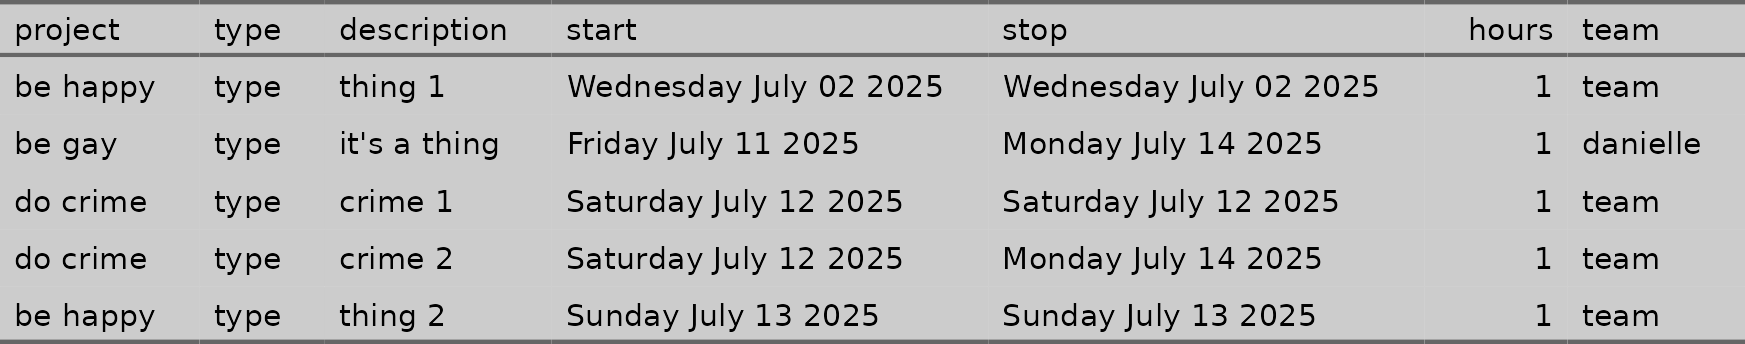 project type description start stop hours team
be happy type thing 1 Wednesday July 02 2025 Wednesday July 02 2025 1 team
be gay type it's a thing Friday July 11 2025 Monday July 14 2025 1 danielle
do crime type crime 1 Saturday July 12 2025 Saturday July 12 2025 1 team
do crime type crime 2 Saturday July 12 2025 Monday July 14 2025 1 team
be happy type thing 2 Sunday July 13 2025 Sunday July 13 2025 1 team